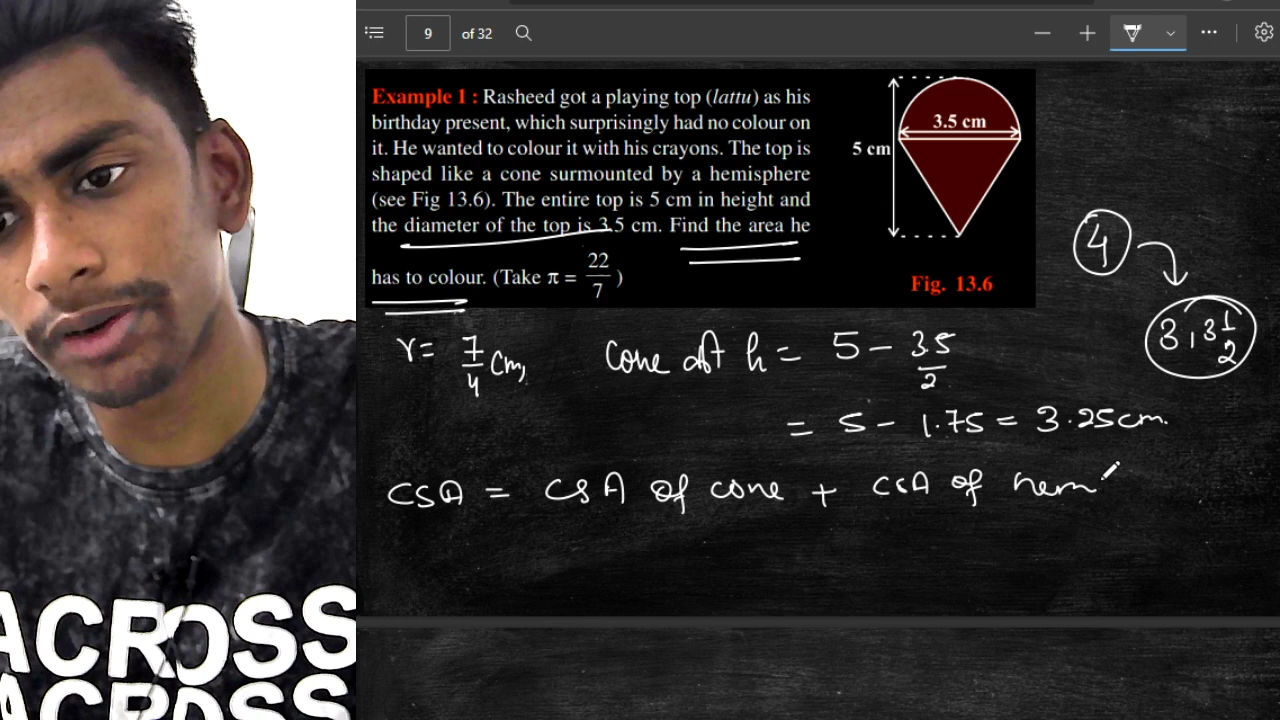 9 of 32
Example 1 : Rasheed got a playing top (lattu) as his
birthday present, which surprisingly had no colour on
it. He wanted to colour it with his crayons. The top is
shaped like a cone surmounted by a hemisphere
(see Fig 13.6). The entire top is 5 cm in height and
the diameter of the top is 3.5 cm. Find the area he
has to colour. (Take π = 22/7 )
3.5 cm
5 cm
Fig. 13.6
4
3, 3 1/2
r = 7/4 cm, cone h = 5 - 35/2
= 5 - 1.75 = 3.25 cm.
CSA = CSA of cone + CSA of hem
ACROSS
ACROSS